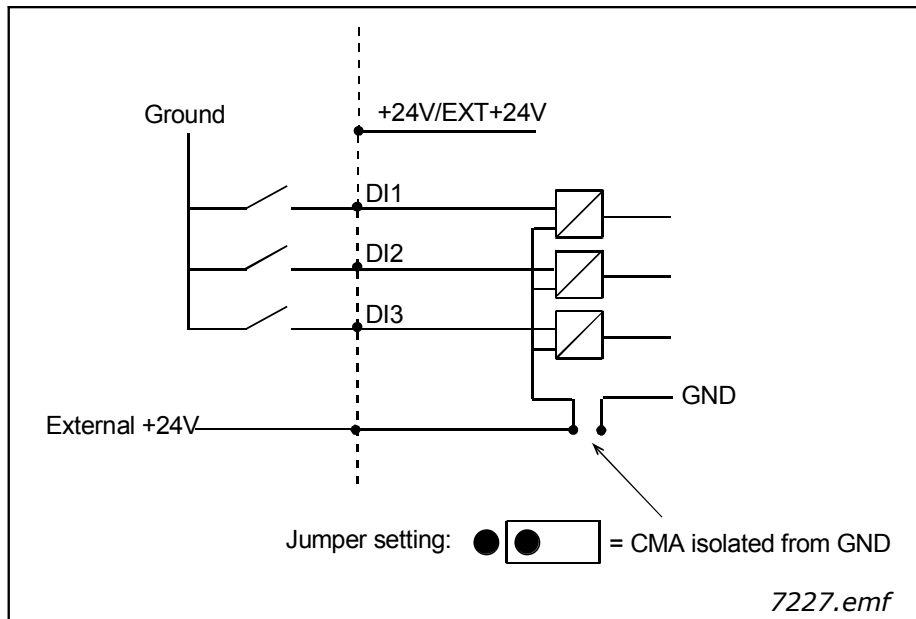 Ground
+24V/EXT+24V
DI1
DI2
DI3
GND
External +24V
Jumper setting:
= CMA isolated from GND
7227.emf